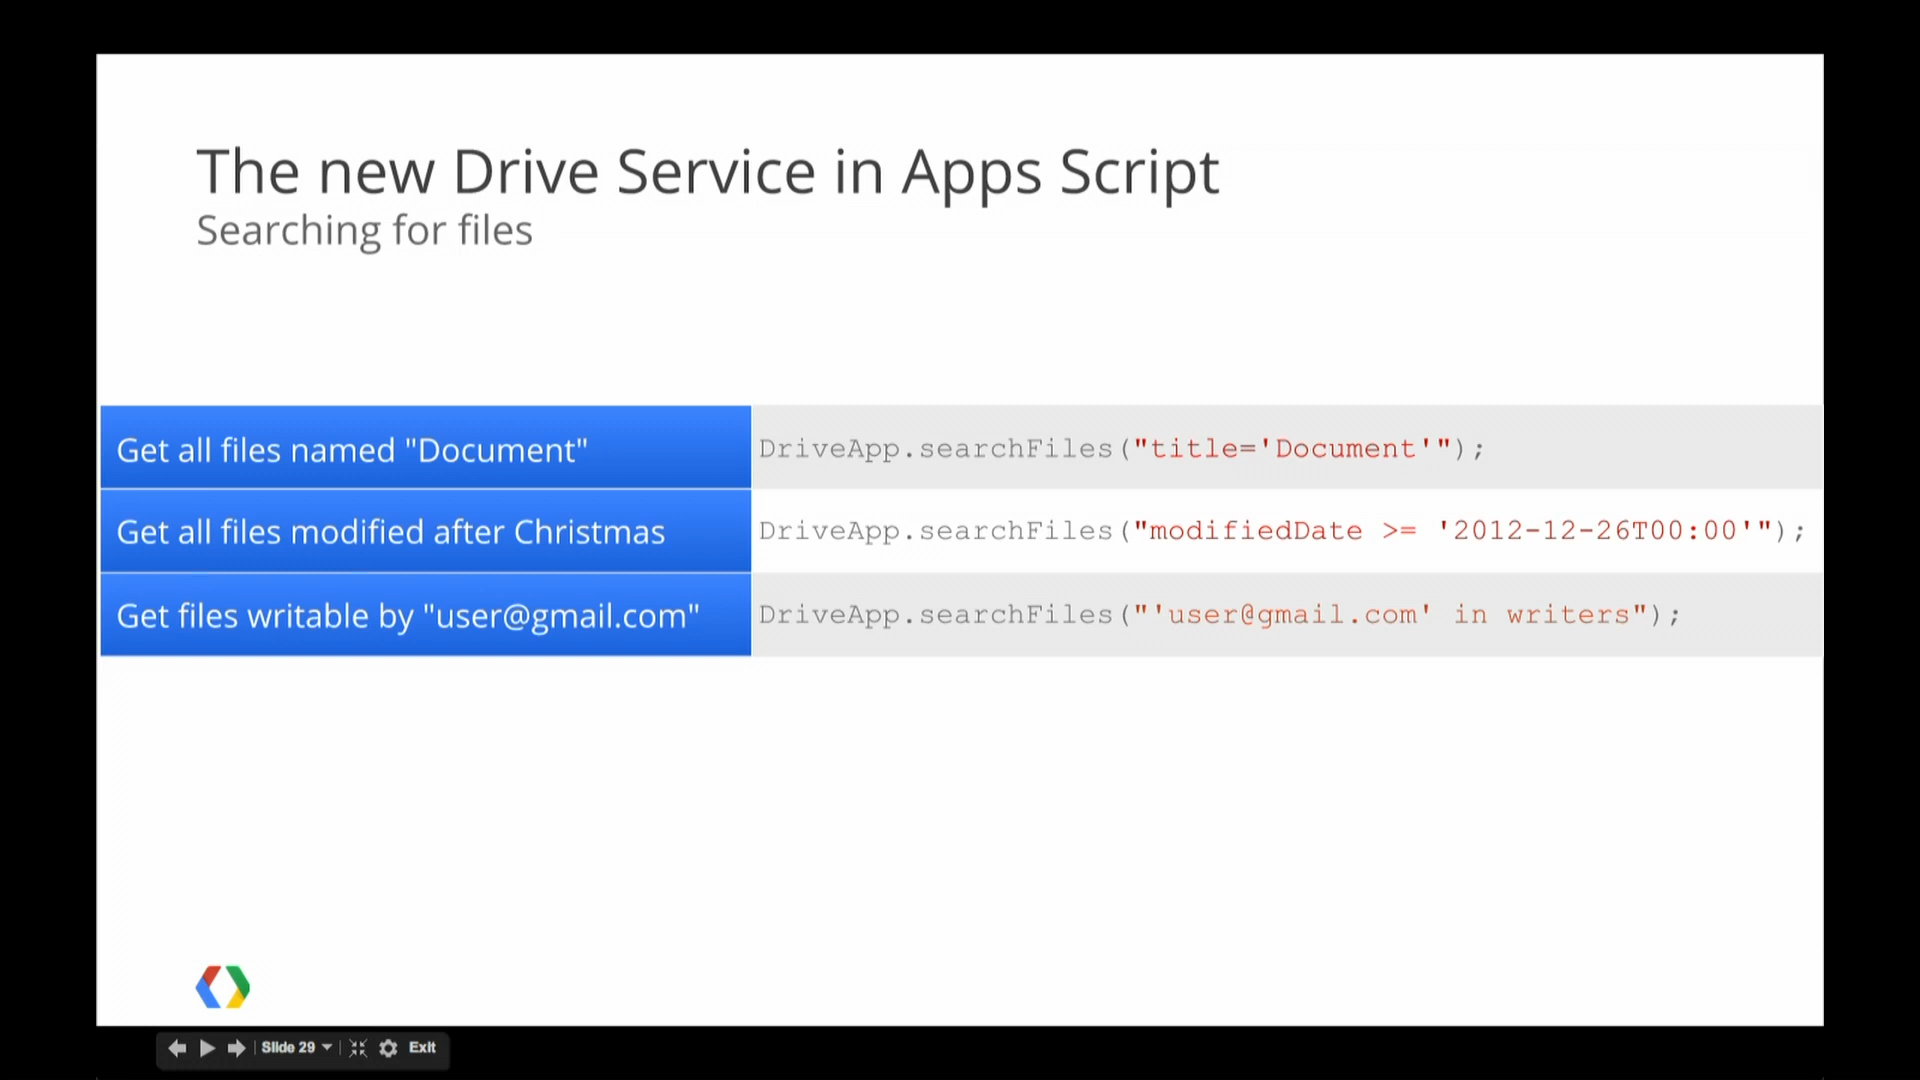 The new Drive Service in Apps Script
Searching for files
Get all files named "Document" DriveApp.searchFiles("title='Document'");
Get all files modified after Christmas DriveApp.searchFiles("modifiedDate >= '2012-12-26T00:00'");
Get files writable by "user@gmail.com" DriveApp.searchFiles("'user@gmail.com' in writers");
Slide 29 Exit